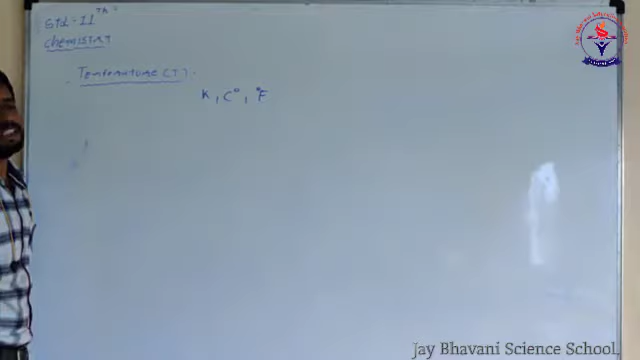 Std-11th
Chemistry
Temperature (T).
K, C°, °F
Jay Bhavani Science School,